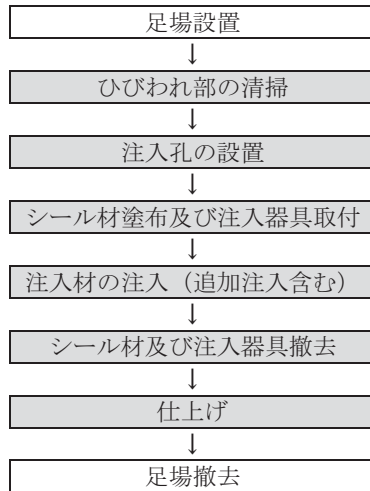 足場設置
↓
ひびわれ部の清掃
↓
注入孔の設置
↓
シール材塗布及び注入器具取付
↓
注入材の注入（追加注入含む）
↓
シール材及び注入器具撤去
↓
仕上げ
↓
足場撤去